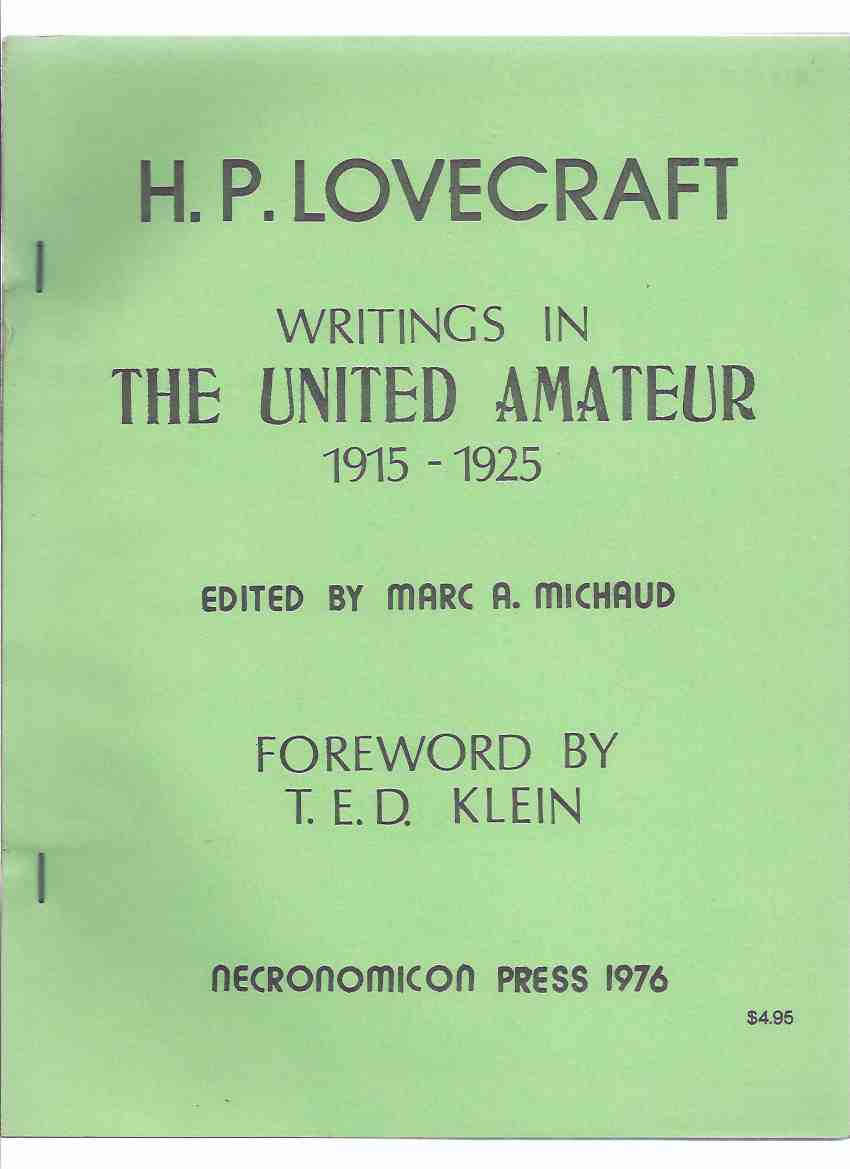 H. P. LOVECRAFT
WRITINGS IN
THE UNITED AMATEUR
1915 - 1925
EDITED BY MARC A. MICHAUD
FOREWORD BY
T. E. D. KLEIN
NECRONOMICON PRESS 1976
$4.95